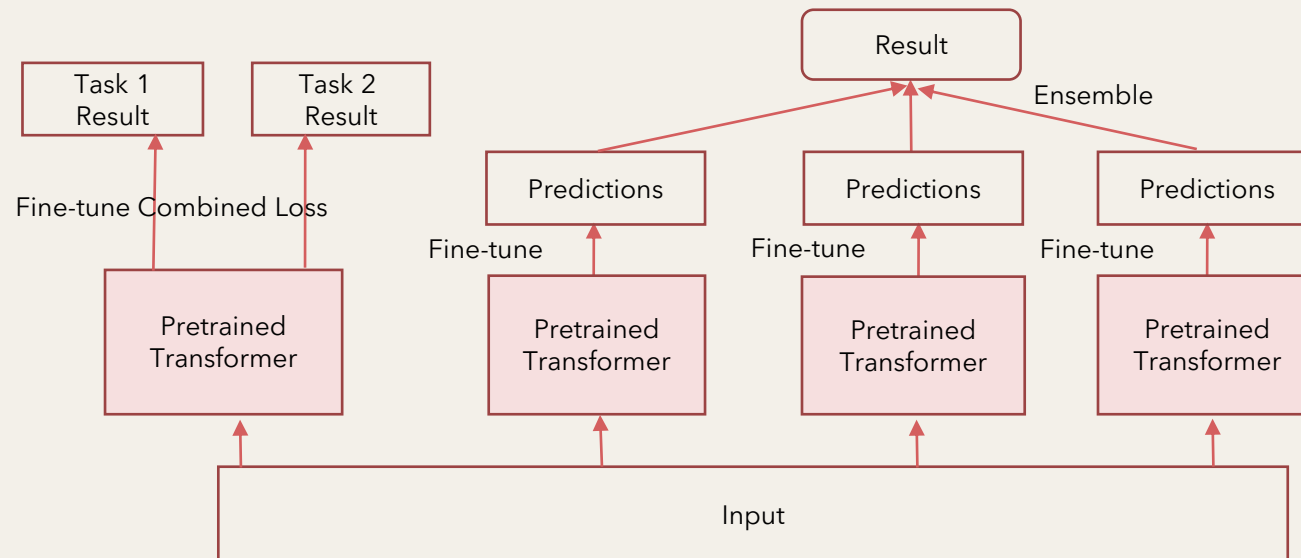 Result
Task 1
Result
Task 2
Result
Ensemble
Predictions
Predictions
Predictions
Fine-tune Combined Loss
Fine-tune
Fine-tune
Fine-tune
Pretrained
Transformer
Pretrained
Transformer
Pretrained
Transformer
Pretrained
Transformer
Input